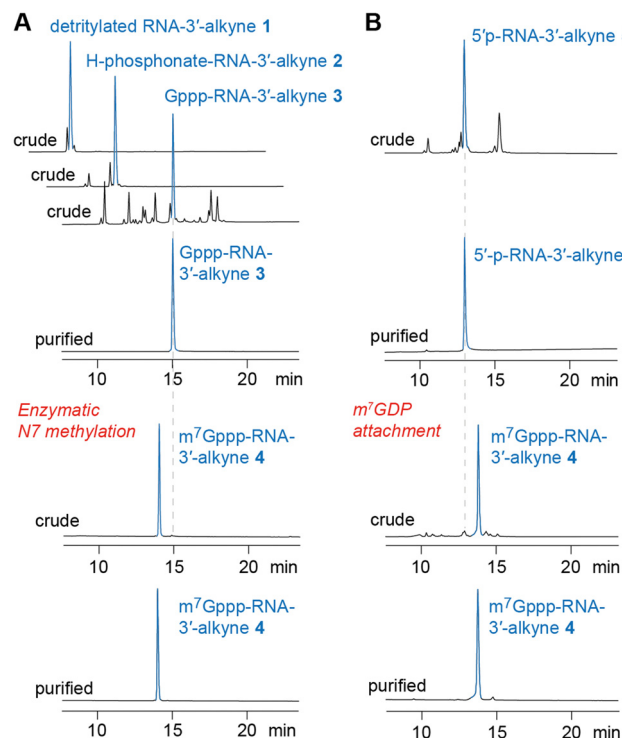 A
detritylated RNA-3′-alkyne 1
H-phosphonate-RNA-3′-alkyne 2
Gppp-RNA-3′-alkyne 3
crude
crude
crude
Gppp-RNA-
3′-alkyne 3
purified
10 15 20 min
Enzymatic
N7 methylation
m⁷Gppp-RNA-
3′-alkyne 4
crude
10 15 20 min
m⁷Gppp-RNA-
3′-alkyne 4
purified
10 15 20 min
B
5′p-RNA-3′-alkyne
crude
5′-p-RNA-3′-alkyne
purified
10 15 20 min
m⁷GDP
attachment
m⁷Gppp-RNA-
3′-alkyne 4
crude
10 15 20 min
m⁷Gppp-RNA-
3′-alkyne 4
purified
10 15 20 min